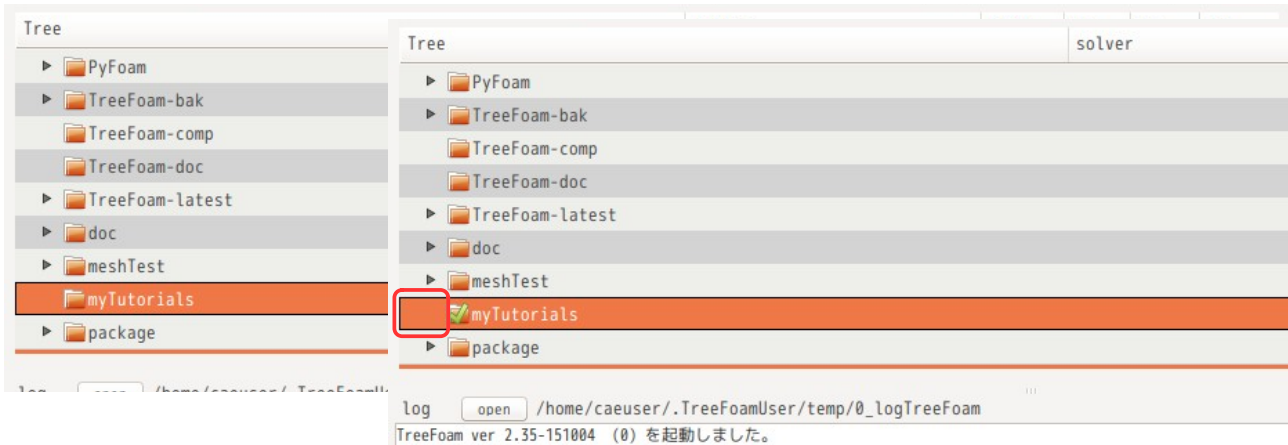 Tree
PyFoam
TreeFoam-bak
TreeFoam-comp
TreeFoam-doc
TreeFoam-latest
doc
meshTest
myTutorials
package
Tree solver
PyFoam
TreeFoam-bak
TreeFoam-comp
TreeFoam-doc
TreeFoam-latest
doc
meshTest
myTutorials
package
log open /home/caeuser/.TreeFoamUser/temp/0_logTreeFoam
TreeFoam ver 2.35-151004 (0) を起動しました。